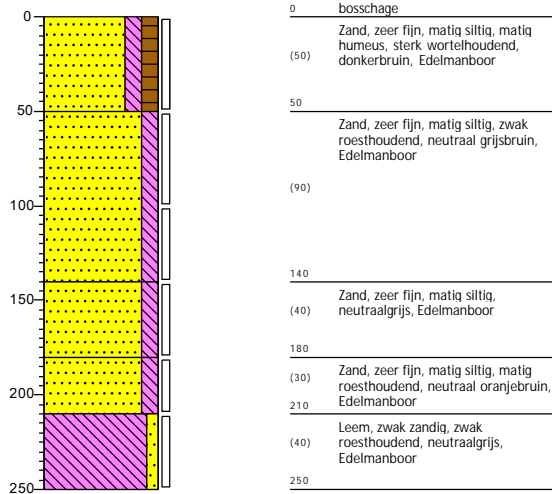 0
50
100
150
200
250
0 bosschage
Zand, zeer fijn, matig siltig, matig
humeus, sterk wortelhoudend,
donkerbruin, Edelmanboor
(50)
50
Zand, zeer fijn, matig siltig, zwak
roesthoudend, neutraal grijsbruin,
Edelmanboor
(90)
140
Zand, zeer fijn, matig siltig,
neutraalgrijs, Edelmanboor
(40)
180
Zand, zeer fijn, matig siltig, matig
roesthoudend, neutraal oranjebruin,
Edelmanboor
(30)
210
Leem, zwak zandig, zwak
roesthoudend, neutraalgrijs,
Edelmanboor
(40)
250